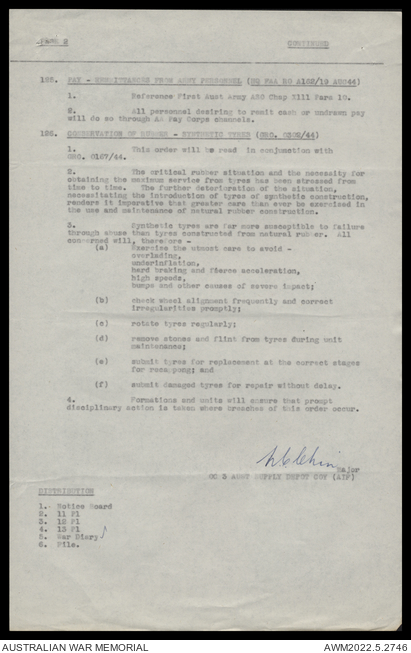 PAGE 2 CONTINUED
125. PAY - REMITTANCES FROM ARMY PERSONNEL (DE FAA RO A162/19 AUG44)
1. Reference First Aust Army ARO Chap X111 Para 10.
2. All personnel desiring to remit cash or undrawn pay
will do so through AA Pay Corps channels.
126. CONSERVATION OF RUBBER - SYNTHETIC TYRES (GRO. 0302/44)
1. This order will be read in conjunction with
GRO. 0167/44.
2. The critical rubber situation and the necessity for
obtaining the maximum service from tyres has been stressed from
time to time. The further deterioration of the situation,
necessitating the introduction of tyres of synthetic construction,
renders it imperative that greater care than ever be exercised in
the use and maintenance of natural rubber construction.
3. Synthetic tyres are far more susceptible to failure
through abuse than tyres constructed from natural rubber. All
concerned will, therefore -
(a) Exercise the utmost care to avoid -
overlading,
underinflation,
hard braking and fierce acceleration,
high speeds,
bumps and other causes of severe impact;
(b) check wheel alignment frequently and correct
irregularities promptly;
(c) rotate tyres regularly;
(d) remove stones and flint from tyres during unit
maintenance;
(e) submit tyres for replacement at the correct stages
for recappong; and
(f) submit damaged tyres for repair without delay.
4. Formations and units will ensure that prompt
disciplinary action is taken where breaches of this order occur.
Major
OC 3 AUST SUPPLY DEPOT COY (AIF)
DISTRIBUTION
1. Notice Board
2. 11 Pl
3. 12 Pl
4. 13 Pl
5. War Diary
6. File.
AUSTRALIAN WAR MEMORIAL AWM2022.5.2746